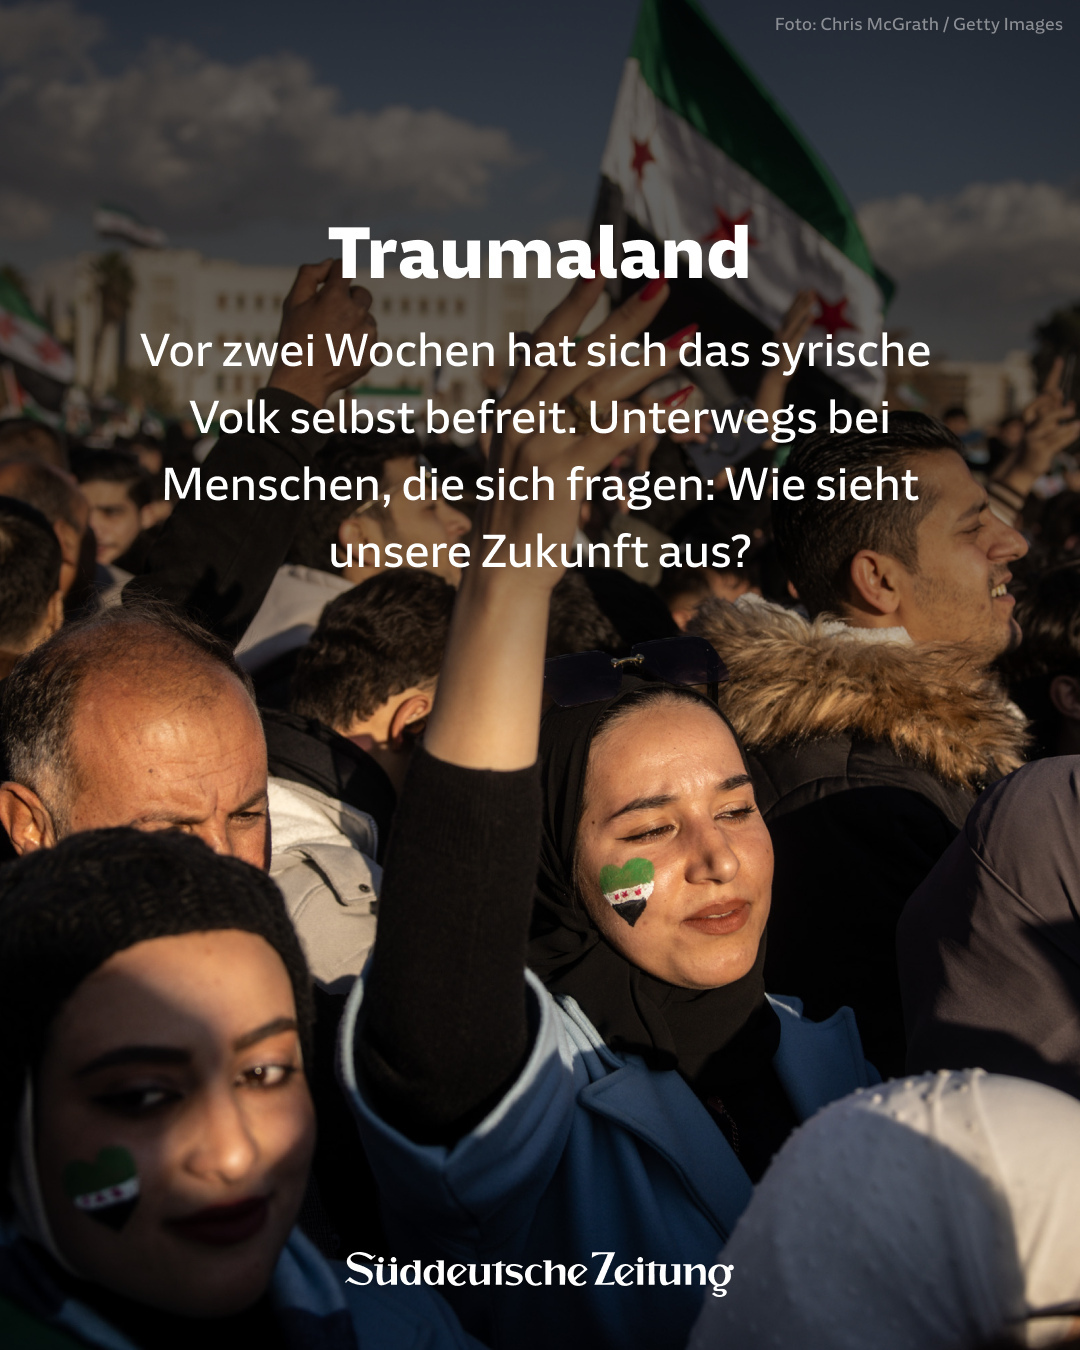 Foto: Chris McGrath / Getty Images
Traumaland
Vor zwei Wochen hat sich das syrische
Volk selbst befreit. Unterwegs bei
Menschen, die sich fragen: Wie sieht
unsere Zukunft aus?
Süddeutsche Zeitung